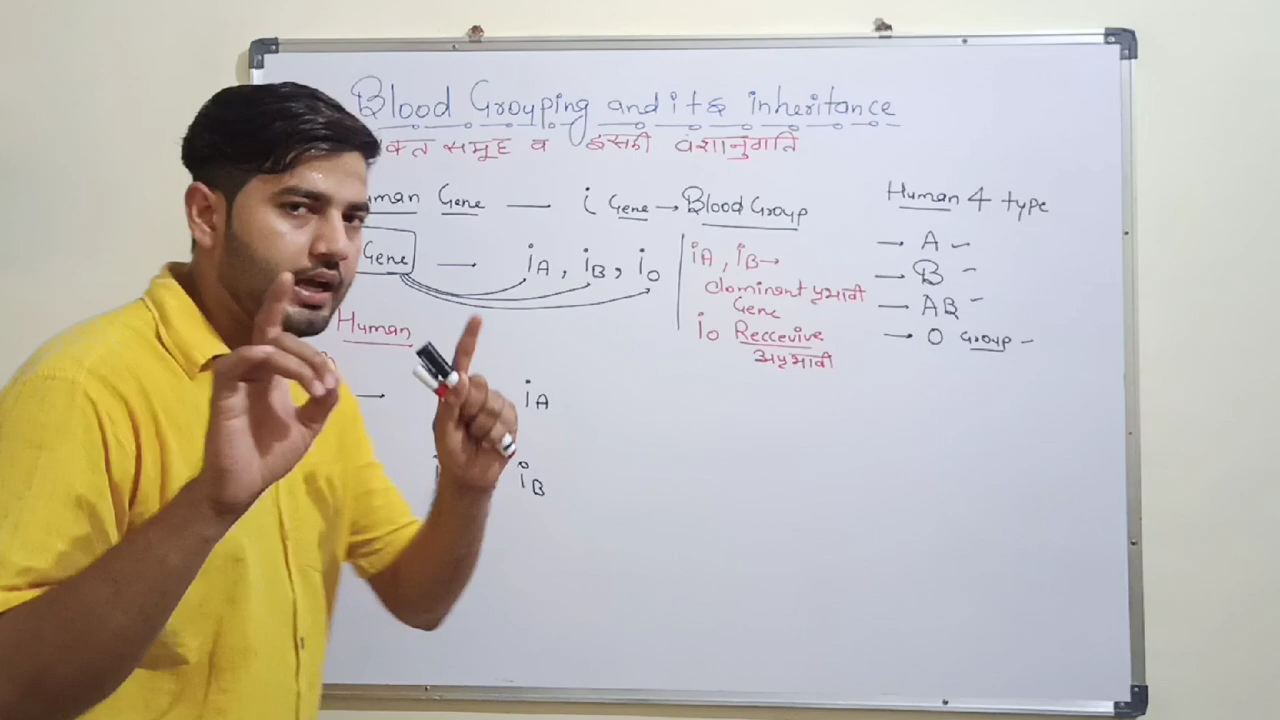 Blood Grouping and its inheritance
क्त समूह व इसकी वंशानुगति
uman Gene — i Gene → Blood Group
Gene — iA, iB, iO
iA, iB→
dominant प्रभावी
Gene
iO Reccevive
अप्रभावी
Human 4 type
→ A –
→ B –
→ AB –
→ O Group –
Human
→ iA
iB